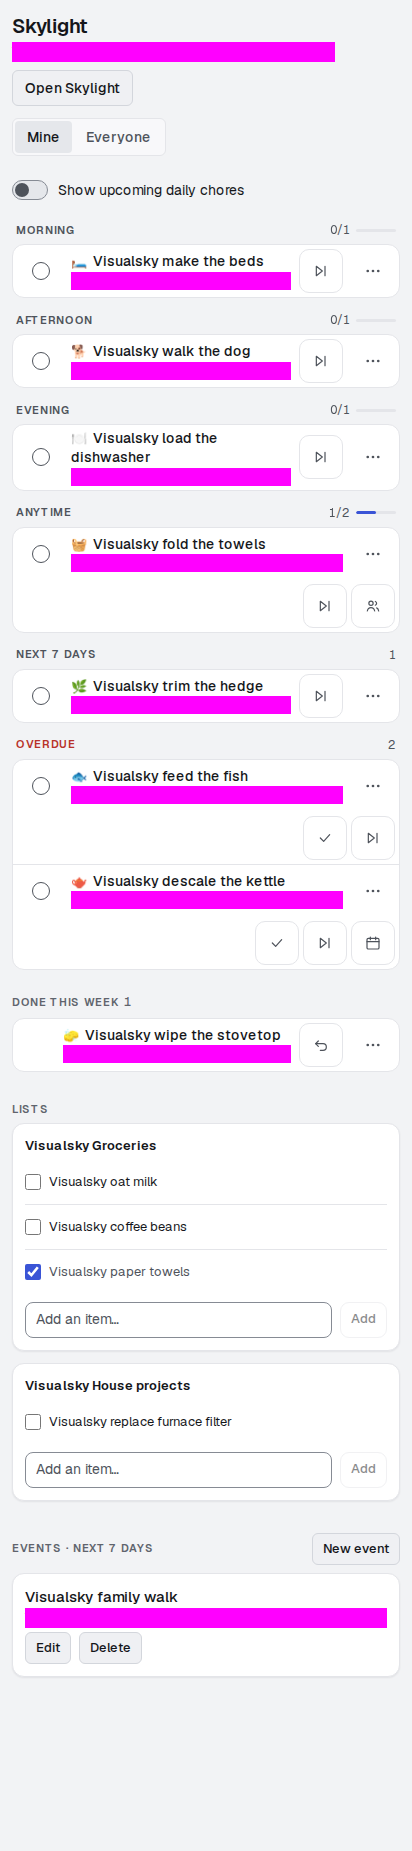 Skylight
Open Skylight
Mine Everyone
Show upcoming daily chores
MORNING 0/1
Visualsky make the beds
AFTERNOON 0/1
Visualsky walk the dog
EVENING 0/1
Visualsky load the
dishwasher
ANYTIME 1/2
Visualsky fold the towels
NEXT 7 DAYS 1
Visualsky trim the hedge
OVERDUE 2
Visualsky feed the fish
Visualsky descale the kettle
DONE THIS WEEK 1
Visualsky wipe the stovetop
LISTS
Visualsky Groceries
Visualsky oat milk
Visualsky coffee beans
Visualsky paper towels
Add an item... Add
Visualsky House projects
Visualsky replace furnace filter
Add an item... Add
EVENTS · NEXT 7 DAYS New event
Visualsky family walk
Edit Delete